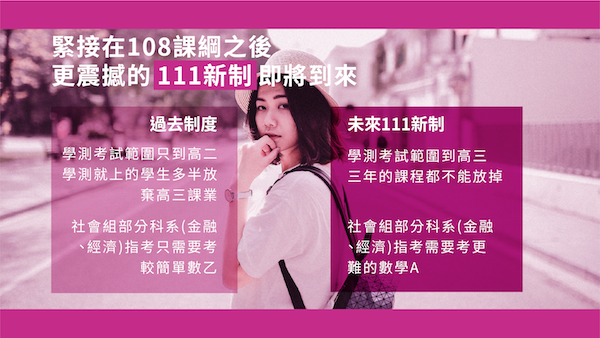 緊接在108課綱之後
更震撼的 111新制 即將到來
過去制度
學測考試範圍只到高二
學測就上的學生多半放
棄高三課業
社會組部分科系(金融
、經濟)指考只需要考
較簡單數乙
未來111新制
學測考試範圍到高三
三年的課程都不能放掉
社會組部分科系(金融
、經濟)指考需要考更
難的數學A